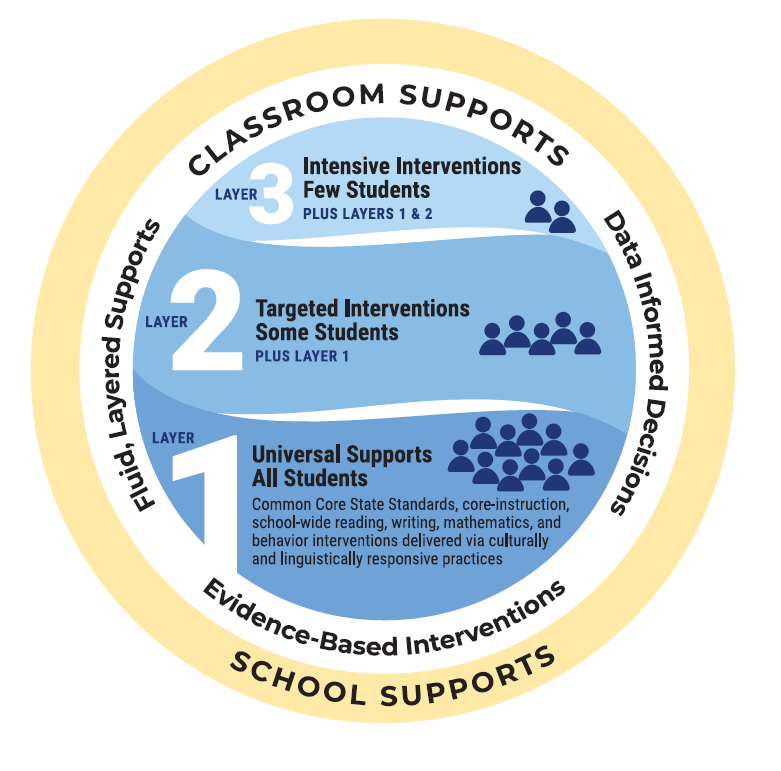 CLASSROOM SUPPORTS
LAYER 3
Intensive Interventions
Few Students
PLUS LAYERS 1 & 2
Fluid, Layered Supports
Data Informed Decisions
LAYER 2
Targeted Interventions
Some Students
PLUS LAYER 1
LAYER 1
Universal Supports
All Students
Common Core State Standards, core-instruction,
school-wide reading, writing, mathematics, and
behavior interventions delivered via culturally
and linguistically responsive practices
Evidence-Based Interventions
SCHOOL SUPPORTS